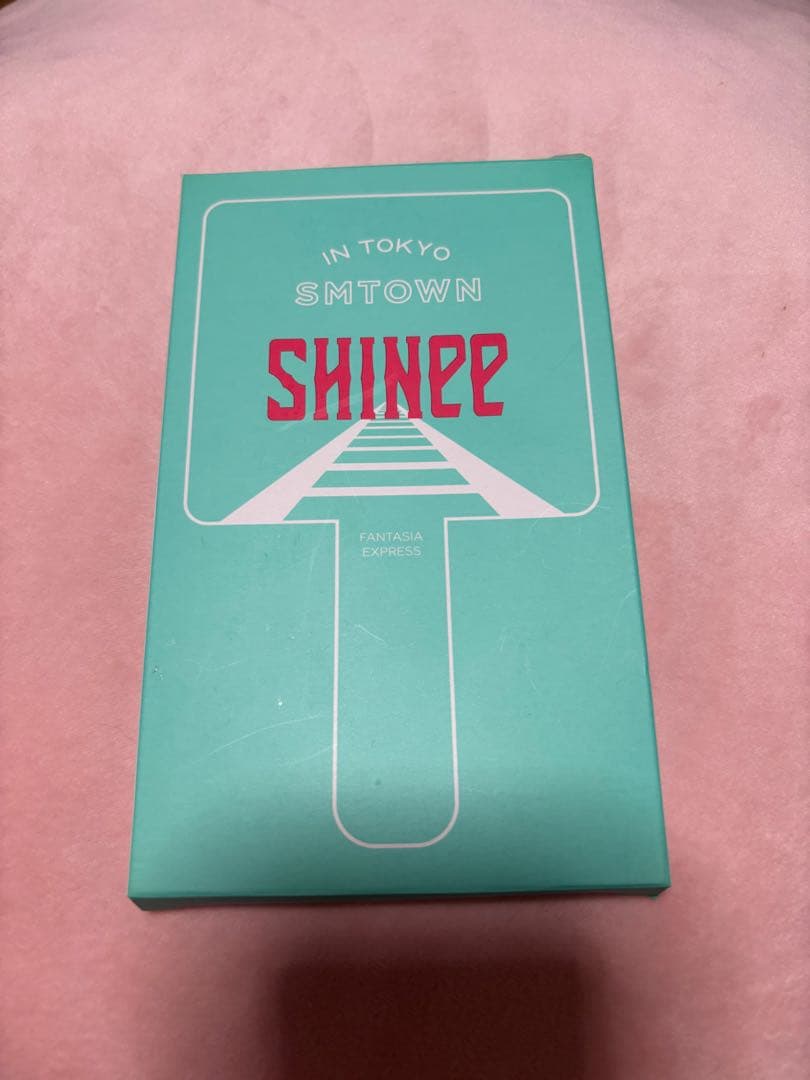 IN TOKYO
SMTOWN
SHINee
FANTASIA
EXPRESS